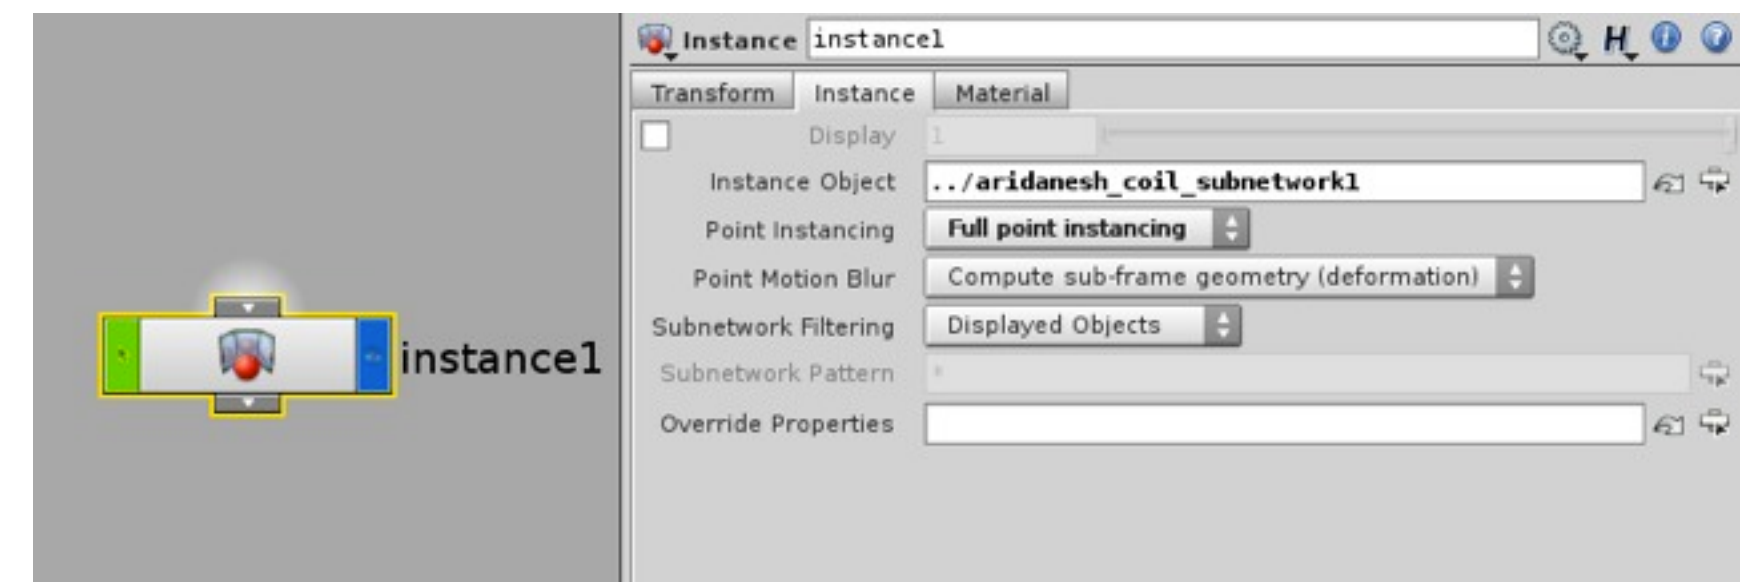 Instance instance1
Transform Instance Material
Display 1
Instance Object ../aridanesh_coil_subnetwork1
Point Instancing Full point instancing
Point Motion Blur Compute sub-frame geometry (deformation)
Subnetwork Filtering Displayed Objects
instance1
Subnetwork Pattern *
Override Properties